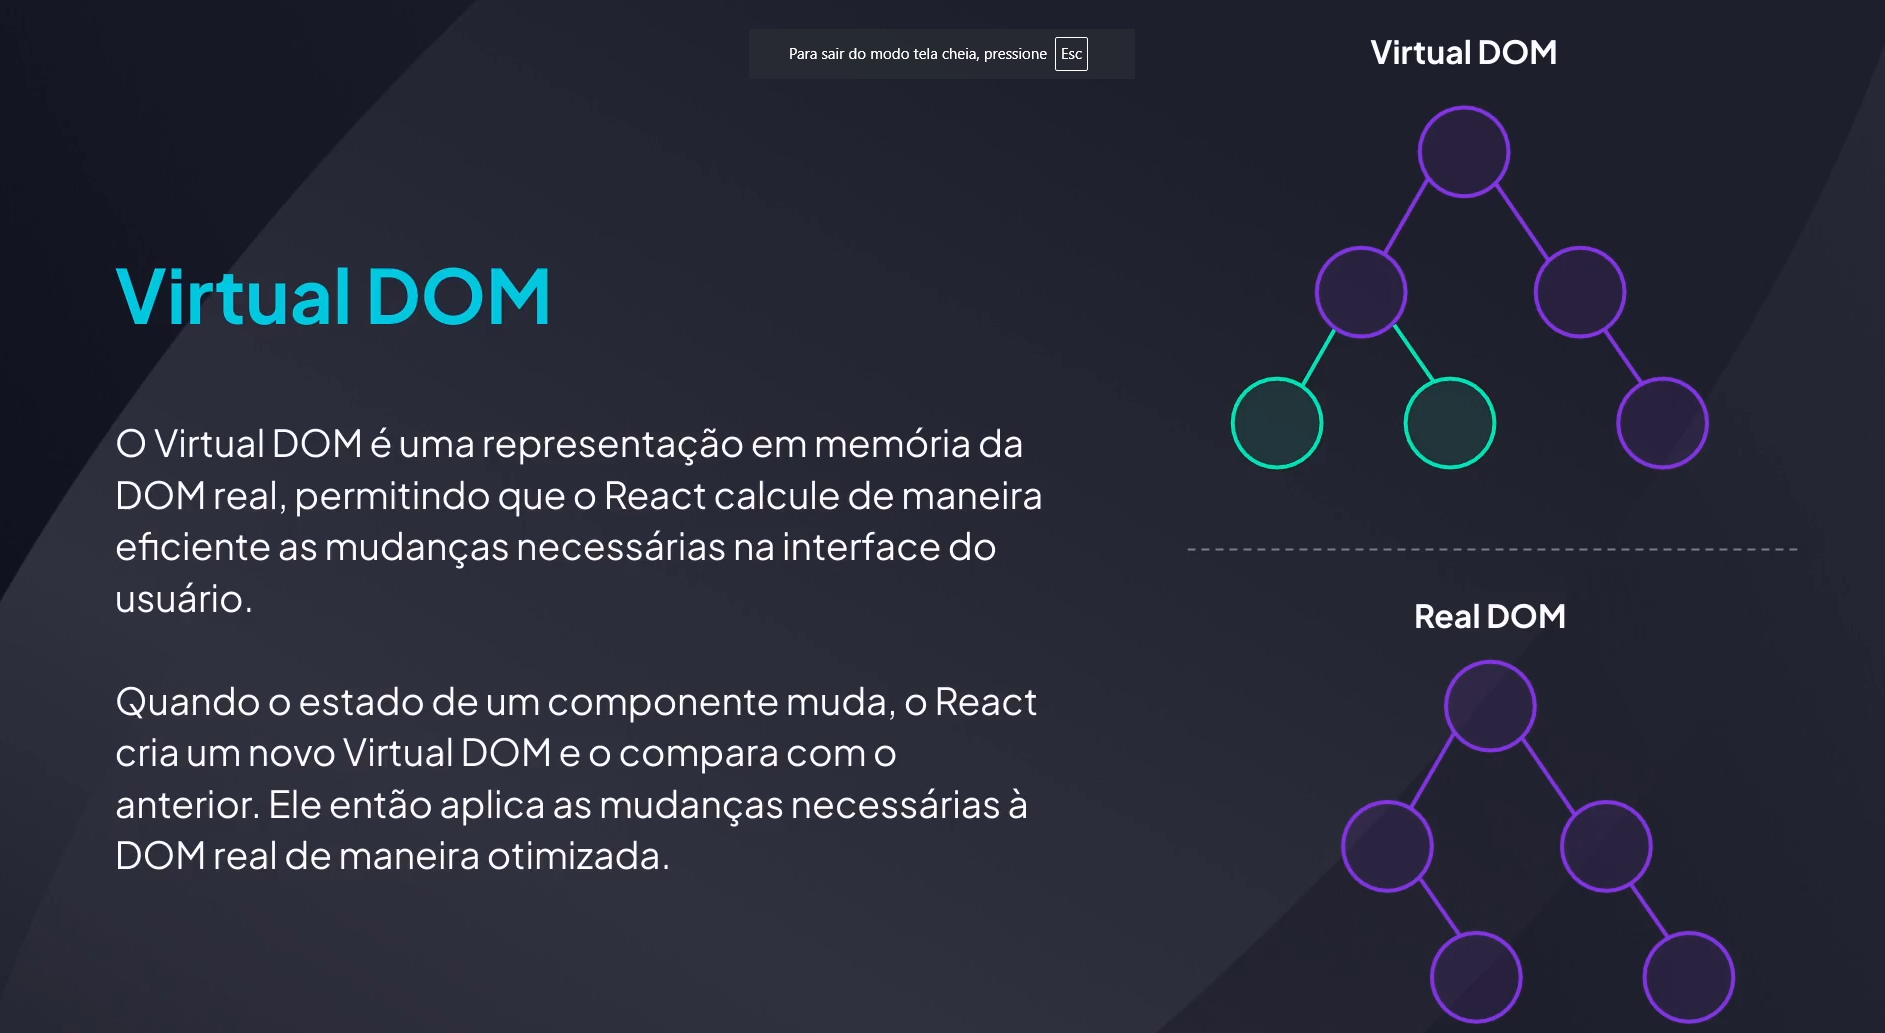 Para sair do modo tela cheia, pressione Esc
Virtual DOM
Virtual DOM
O Virtual DOM é uma representação em memória da
DOM real, permitindo que o React calcule de maneira
eficiente as mudanças necessárias na interface do
usuário.
Quando o estado de um componente muda, o React
cria um novo Virtual DOM e o compara com o
anterior. Ele então aplica as mudanças necessárias à
DOM real de maneira otimizada.
Real DOM